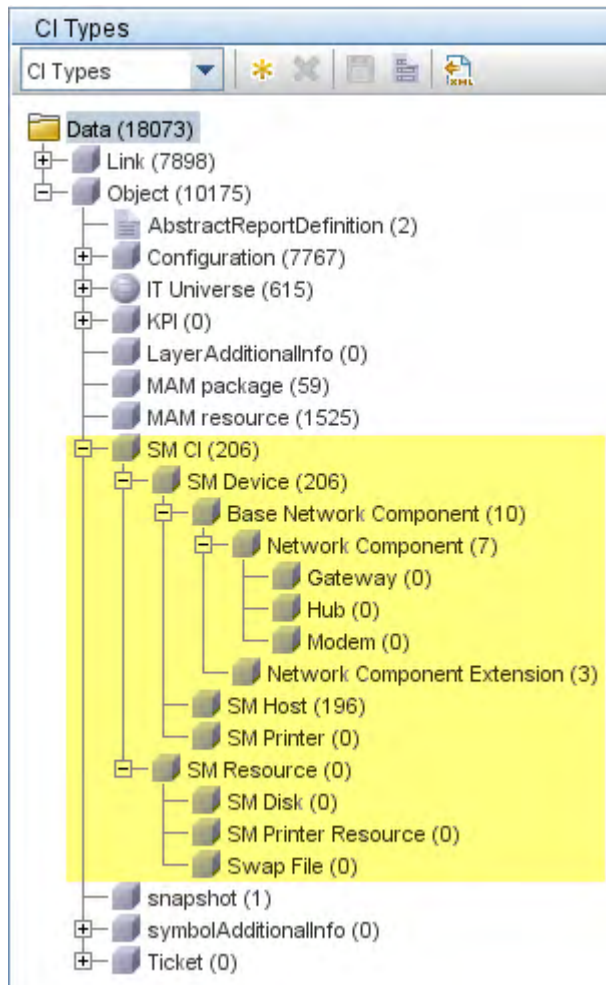 CI Types
CI Types
XML
Data (18073)
Link (7898)
Object (10175)
AbstractReportDefinition (2)
Configuration (7767)
IT Universe (615)
KPI (0)
LayerAdditionalInfo (0)
MAM package (59)
MAM resource (1525)
SM CI (206)
SM Device (206)
Base Network Component (10)
Network Component (7)
Gateway (0)
Hub (0)
Modem (0)
Network Component Extension (3)
SM Host (196)
SM Printer (0)
SM Resource (0)
SM Disk (0)
SM Printer Resource (0)
Swap File (0)
snapshot (1)
symbolAdditionalInfo (0)
Ticket (0)